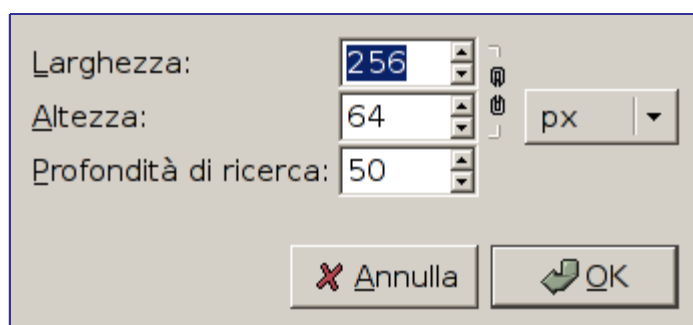 Larghezza: 256
Altezza: 64 px
Profondità di ricerca: 50
Annulla OK